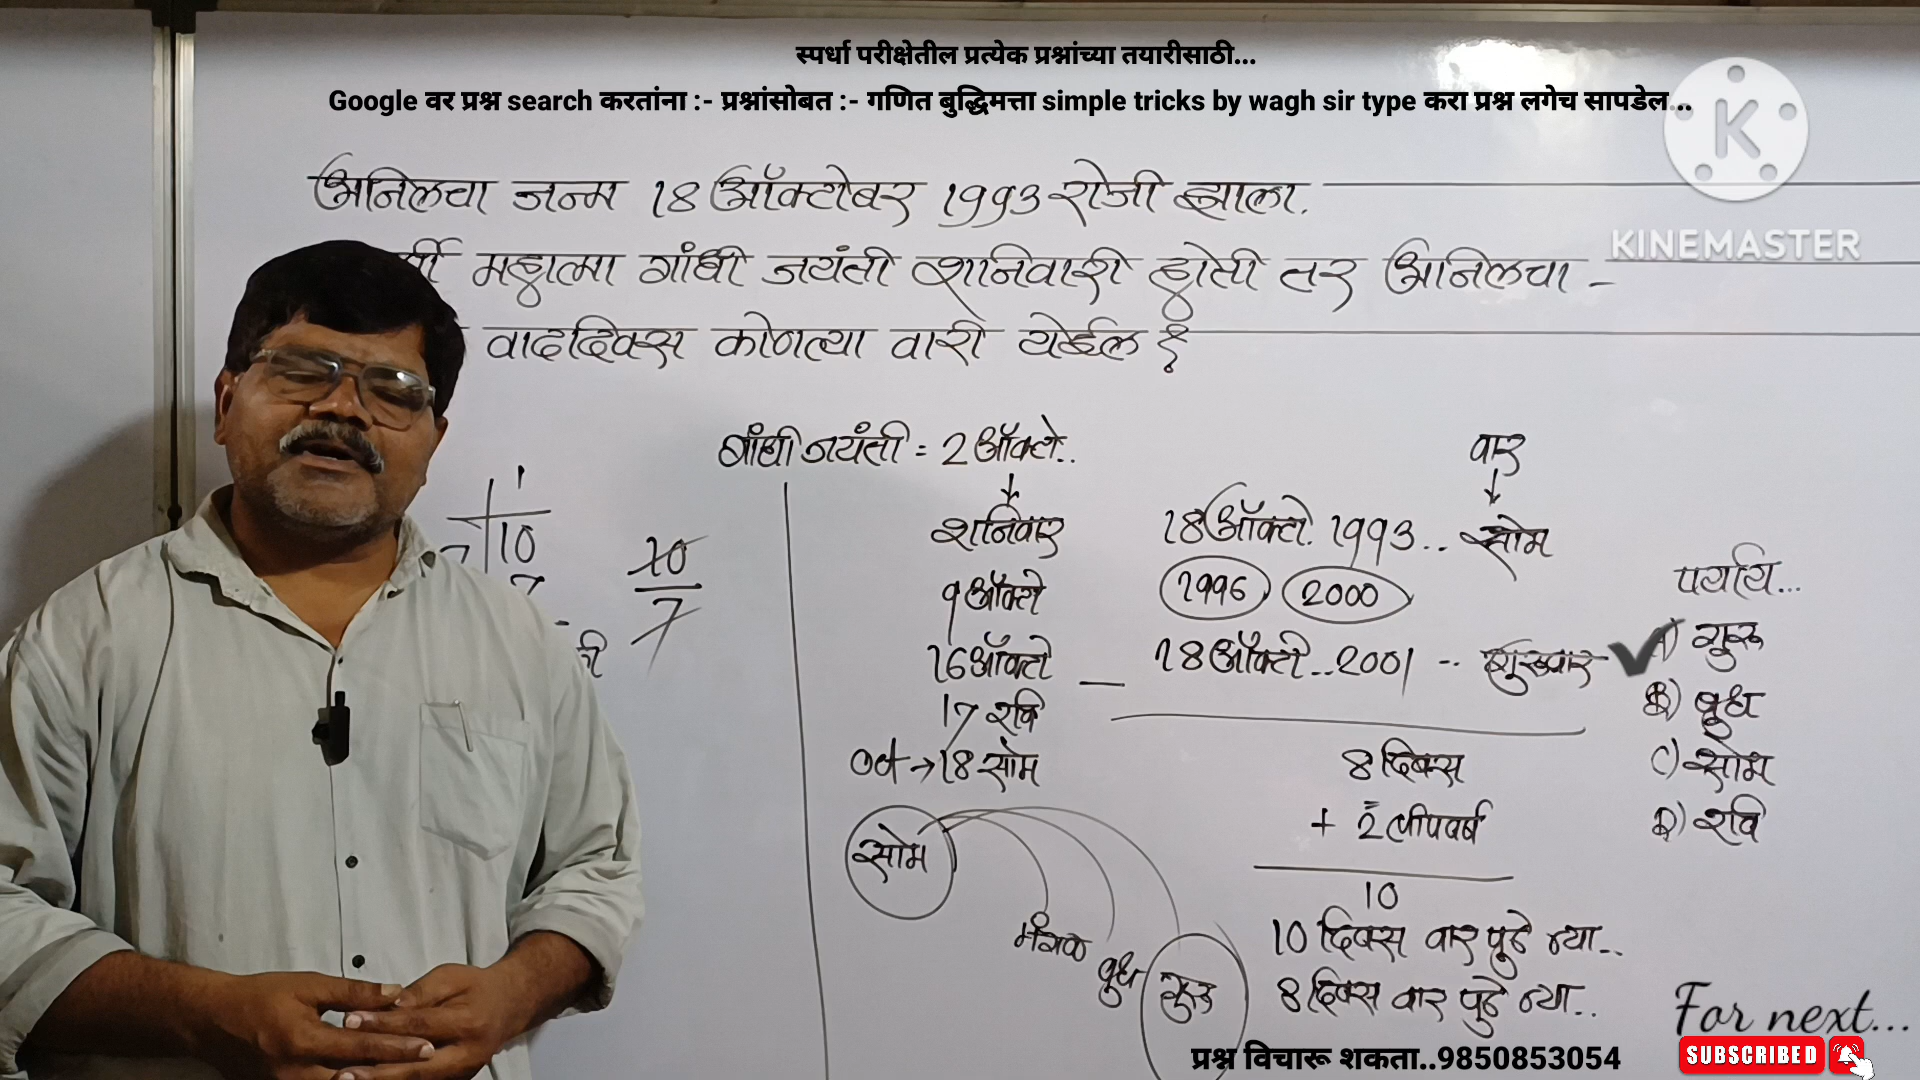 स्पर्धा परीक्षेतील प्रत्येक प्रश्नांच्या तयारीसाठी...
Google वर प्रश्न search करतांना :- प्रश्नांसोबत :- गणित बुद्धिमत्ता simple tricks by wagh sir type करा प्रश्न लगेच सापडेल...
KINEMASTER
अनिलचा जन्म 18 ऑक्टोबर 1993 रोजी झाला.
महात्मा गांधी जयंती शनिवारी होती तर अनिलचा -
वाढदिवस कोणत्या वारी येईल ?
गांधी जयंती = 2 ऑक्टो..
वार
शनिवार
18 ऑक्टो. 1993.. सोम
9 ऑक्टो
1996 2000
16 ऑक्टो
18 ऑक्टो..2001 -- गुरुवार
17 रवि
Oct → 18 सोम
सोम
मंगळ
बुध
गुरु
1
10
7
10
7
8 दिवस
+ 2 लीपवर्ष
10
10 दिवस वार पुढे न्या..
8 दिवस वार पुढे न्या..
पर्याय...
A) गुरु
B) बुध
C) सोम
D) रवि
For next...
SUBSCRIBED
प्रश्न विचारू शकता..9850853054